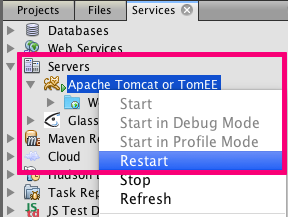 Projects Files Services
Databases
Web Services
Servers
Apache Tomcat or TomEE
Start
Start in Debug Mode
Start in Profile Mode
Restart
Stop
Refresh
Maven
Cloud
Hudson
Task
JS Test D